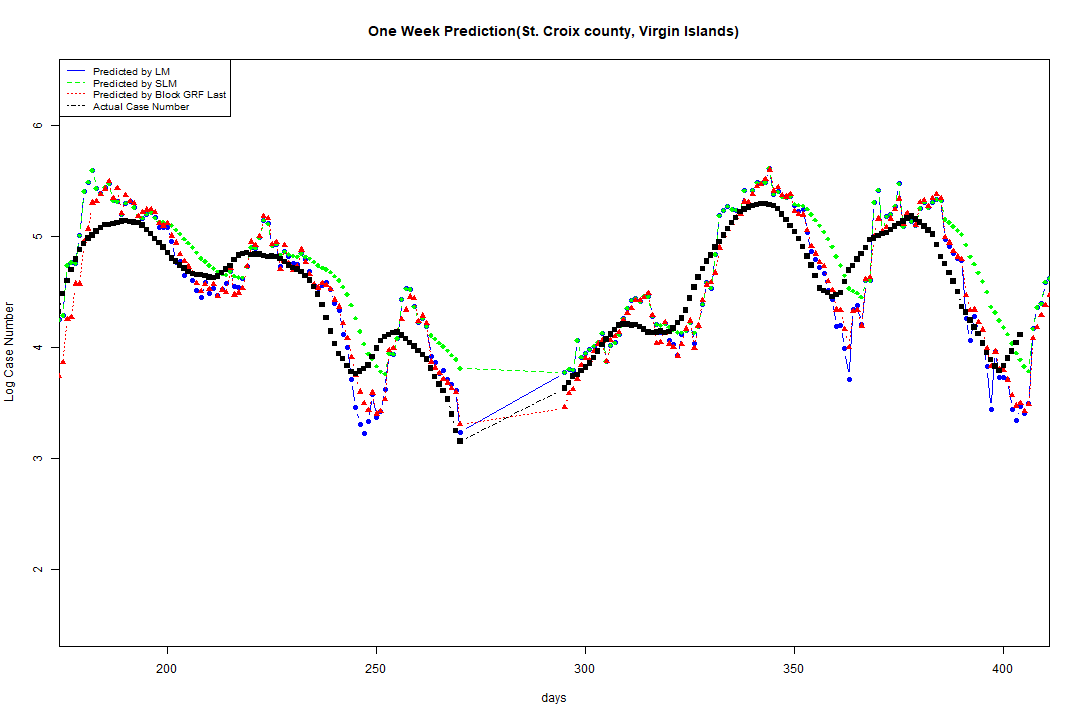 One Week Prediction(St. Croix county, Virgin Islands)
Predicted by LM
Predicted by SLM
Predicted by Block GRF Last
Actual Case Number
Log Case Number
6
5
4
3
2
200 250 300 350 400
days